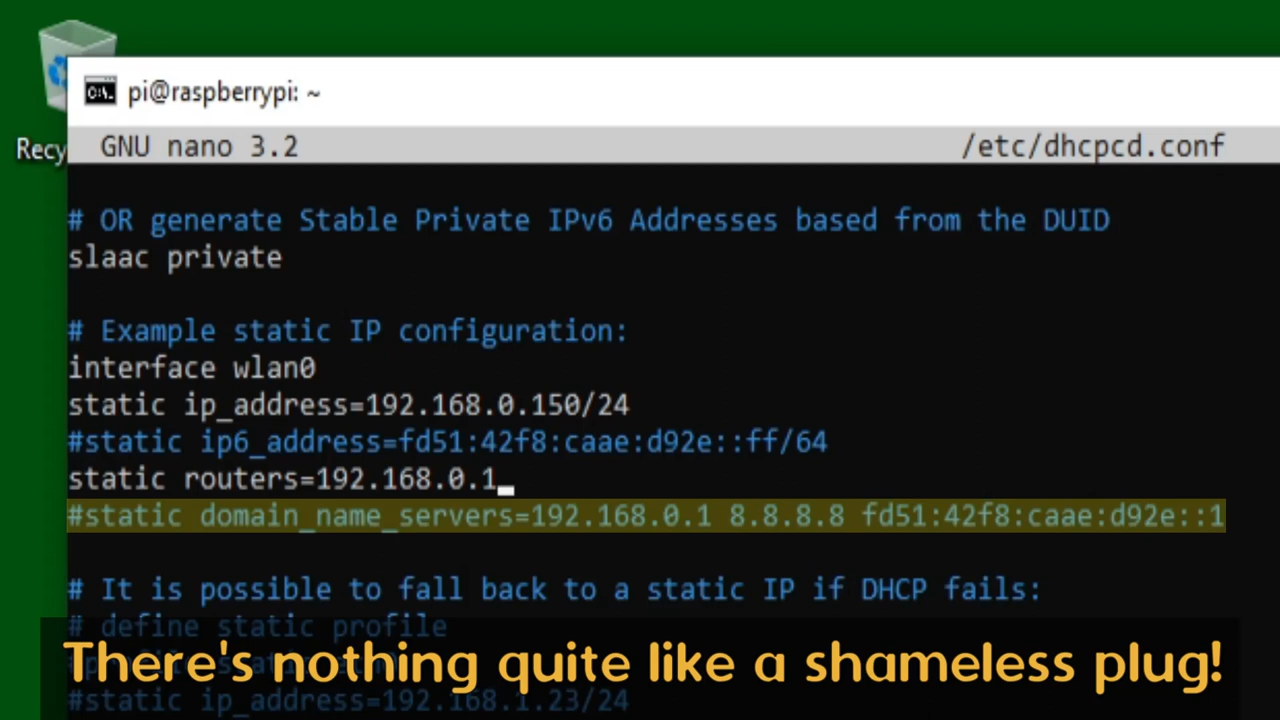 Recy
pi@raspberrypi: ~
GNU nano 3.2 /etc/dhcpcd.conf
# OR generate Stable Private IPv6 Addresses based from the DUID
slaac private
# Example static IP configuration:
interface wlan0
static ip_address=192.168.0.150/24
#static ip6_address=fd51:42f8:caae:d92e::ff/64
static routers=192.168.0.1
#static domain_name_servers=192.168.0.1 8.8.8.8 fd51:42f8:caae:d92e::1
# It is possible to fall back to a static IP if DHCP fails:
# define static profile
There's nothing quite like a shameless plug!
#static ip_address=192.168.1.23/24